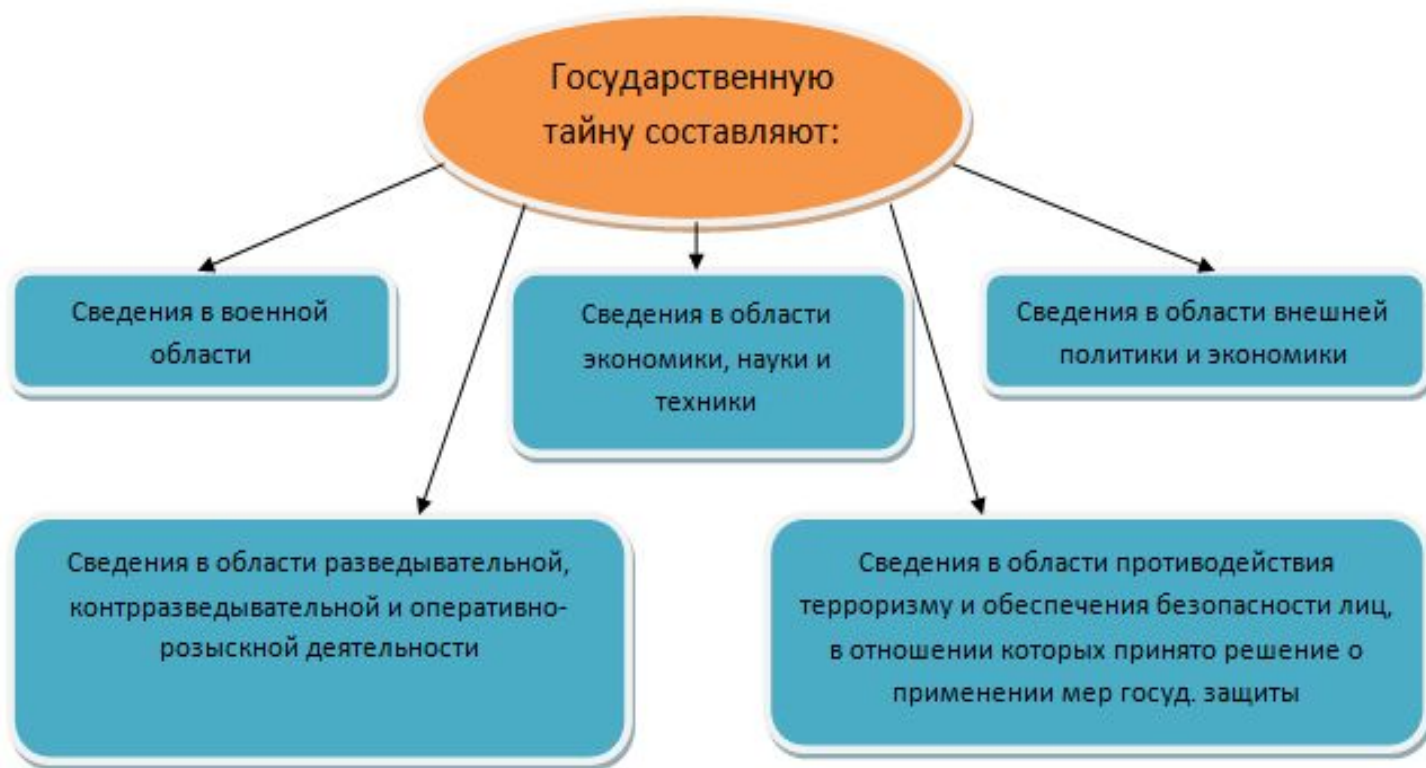 Государственную
тайну составляют:
Сведения в военной
области
Сведения в области
экономики, науки и
техники
Сведения в области внешней
политики и экономики
Сведения в области разведывательной,
контрразведывательной и оперативно-
розыскной деятельности
Сведения в области противодействия
терроризму и обеспечения безопасности лиц,
в отношении которых принято решение о
применении мер госуд. защиты